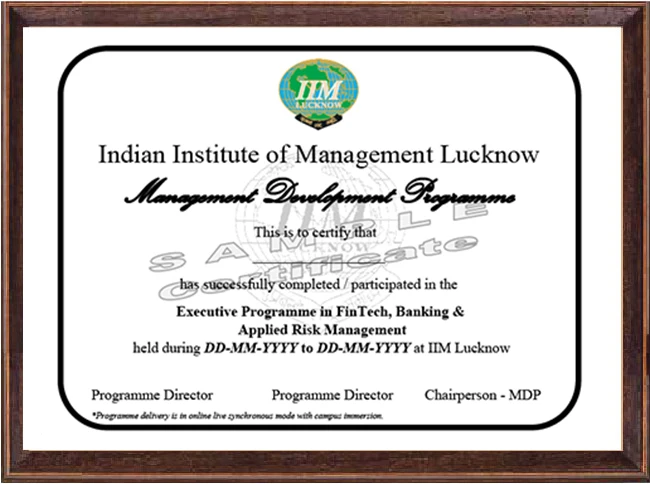 IIM
LUCKNOW
Indian Institute of Management Lucknow
Management Development Programme
This is to certify that
SAMPLE
Certificate
IIM
LUCKNOW
has successfully completed / participated in the
Executive Programme in FinTech, Banking &
Applied Risk Management
held during DD-MM-YYYY to DD-MM-YYYY at IIM Lucknow
Programme Director Programme Director Chairperson - MDP
*Programme delivery is in online live synchronous mode with campus immersion.